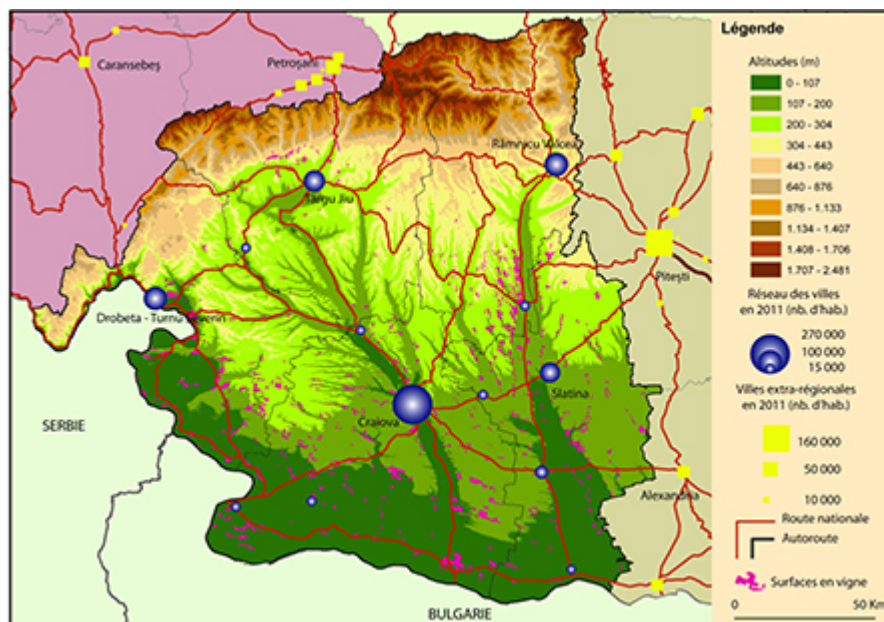 Caransebeş
Petroşani
Râmnicu Vâlcea
Târgu Jiu
Piteşti
Drobeta - Turnu Severin
Slatina
Craiova
SERBIE
Alexandria
BULGARIE
Légende
Altitudes (m)
0 - 107
107 - 200
200 - 304
304 - 443
443 - 640
640 - 876
876 - 1.133
1.134 - 1.407
1.408 - 1.706
1.707 - 2.481
Réseau des villes
en 2011 (nb. d'hab.)
270 000
100 000
15 000
Villes extra-régionales
en 2011 (nb. d'hab.)
160 000
50 000
10 000
Route nationale
Autoroute
Surfaces en vigne
0 50 Km